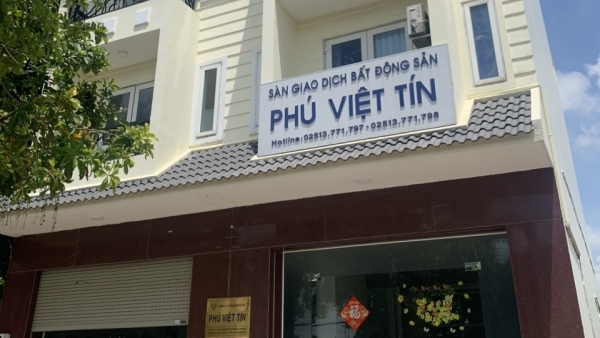 SÀN GIAO DỊCH BẤT ĐỘNG SẢN
PHÚ VIỆT TÍN
Hotline: 02513.771.797 - 02513.771.798
PHÚ VIỆT TÍN
福